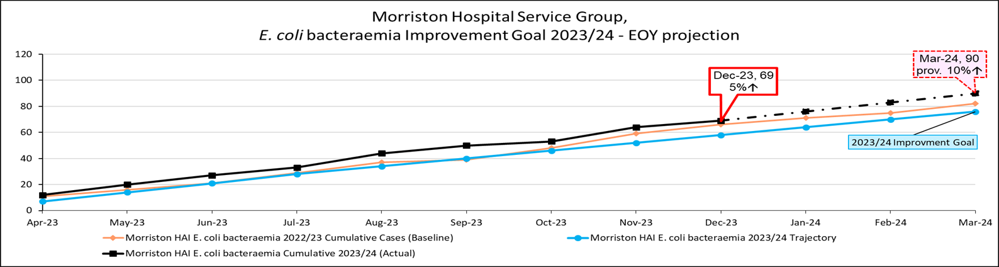 Morriston Hospital Service Group,
E. coli bacteraemia Improvement Goal 2023/24 - EOY projection
120
100
80
60
40
20
0
Mar-24, 90
prov. 10%↑
Dec-23, 69
5%↑
2023/24 Improvment Goal
Apr-23 May-23 Jun-23 Jul-23 Aug-23 Sep-23 Oct-23 Nov-23 Dec-23 Jan-24 Feb-24 Mar-24
Morriston HAI E. coli bacteraemia 2022/23 Cumulative Cases (Baseline)
Morriston HAI E. coli bacteraemia 2023/24 Trajectory
Morriston HAI E. coli bacteraemia Cumulative 2023/24 (Actual)